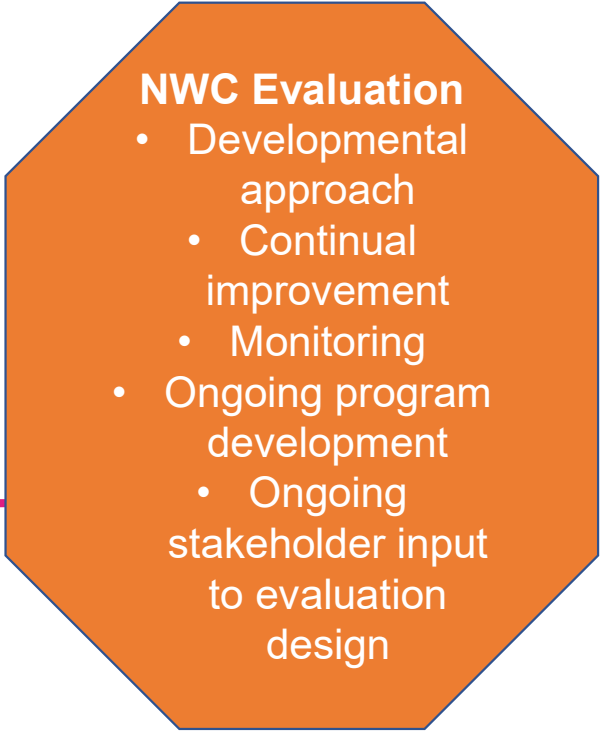 NWC Evaluation
• Developmental
approach
• Continual
improvement
• Monitoring
• Ongoing program
development
• Ongoing
stakeholder input
to evaluation
design